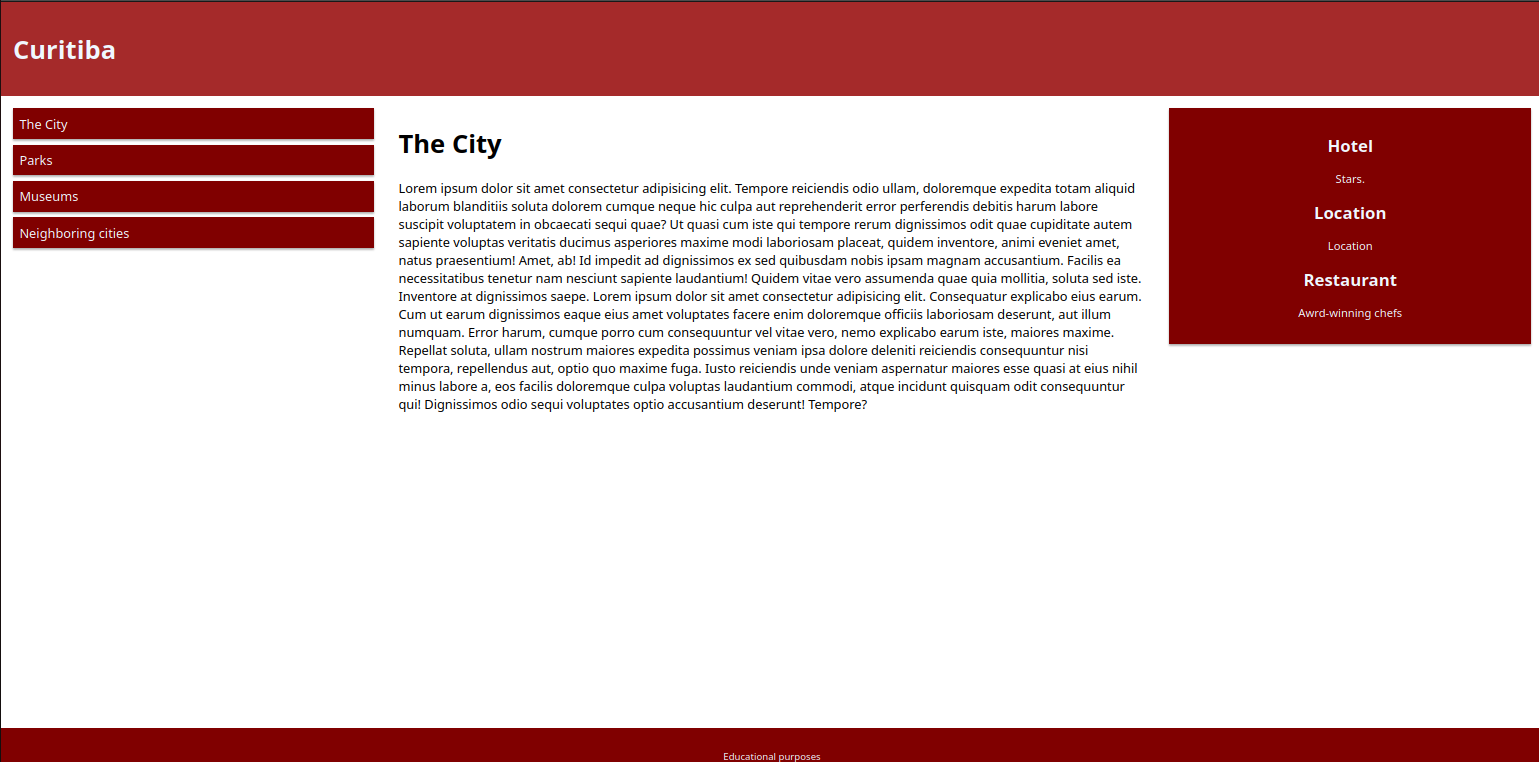 Curitiba
The City
Parks
Museums
Neighboring cities
The City
Lorem ipsum dolor sit amet consectetur adipisicing elit. Tempore reiciendis odio ullam, doloremque expedita totam aliquid
laborum blanditiis soluta dolorem cumque neque hic culpa aut reprehenderit error perferendis debitis harum labore
suscipit voluptatem in obcaecati sequi quae? Ut quasi cum iste qui tempore rerum dignissimos odit quae cupiditate autem
sapiente voluptas veritatis ducimus asperiores maxime modi laboriosam placeat, quidem inventore, animi eveniet amet,
natus praesentium! Amet, ab! Id impedit ad dignissimos ex sed quibusdam nobis ipsam magnam accusantium. Facilis ea
necessitatibus tenetur nam nesciunt sapiente laudantium! Quidem vitae vero assumenda quae quia mollitia, soluta sed iste.
Inventore at dignissimos saepe. Lorem ipsum dolor sit amet consectetur adipisicing elit. Consequatur explicabo eius earum.
Cum ut earum dignissimos eaque eius amet voluptates facere enim doloremque officiis laboriosam deserunt, aut illum
numquam. Error harum, cumque porro cum consequuntur vel vitae vero, nemo explicabo earum iste, maiores maxime.
Repellat soluta, ullam nostrum maiores expedita possimus veniam ipsa dolore deleniti reiciendis consequuntur nisi
tempora, repellendus aut, optio quo maxime fuga. Iusto reiciendis unde veniam aspernatur maiores esse quasi at eius nihil
minus labore a, eos facilis doloremque culpa voluptas laudantium commodi, atque incidunt quisquam odit consequuntur
qui! Dignissimos odio sequi voluptates optio accusantium deserunt! Tempore?
Hotel
Stars.
Location
Location
Restaurant
Awrd-winning chefs
Educational purposes